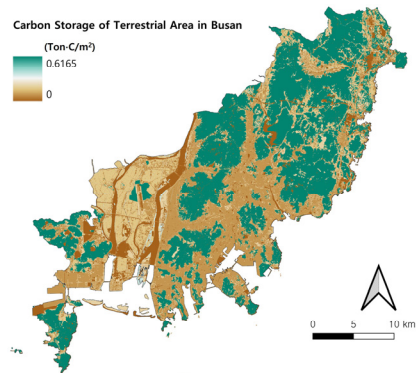 Carbon Storage of Terrestrial Area in Busan
(Ton·C/m²)
0.6165
0
0 5 10 km